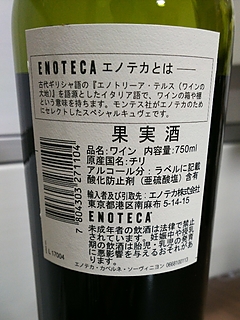 ENOTECA エノテカとは
古代ギリシャ語の『エノトリーア・テルス（ワインの
大地）』を語源としたイタリア語で、ワインの箱や棚
という意味を持ちます。モンテス社がエノテカのため
にセレクトしたスペシャルキュヴェです。
果実酒
品名:ワイン 内容量:750ml
原産国名:チリ
アルコール分:ラベルに記載
酸化防止剤（亜硫酸塩）含有
輸入者及び引取先:エノテカ株式会社
東京都港区南麻布 5-14-15
ENOTECA
未成年者の飲酒は法律で禁止
されています。妊娠中や授乳
期の飲酒は胎児・乳児の発育
に悪影響を与えるおそれがあります。
エノテカ・カベルネ・ソーヴィニヨン
7804303271104
L 17004